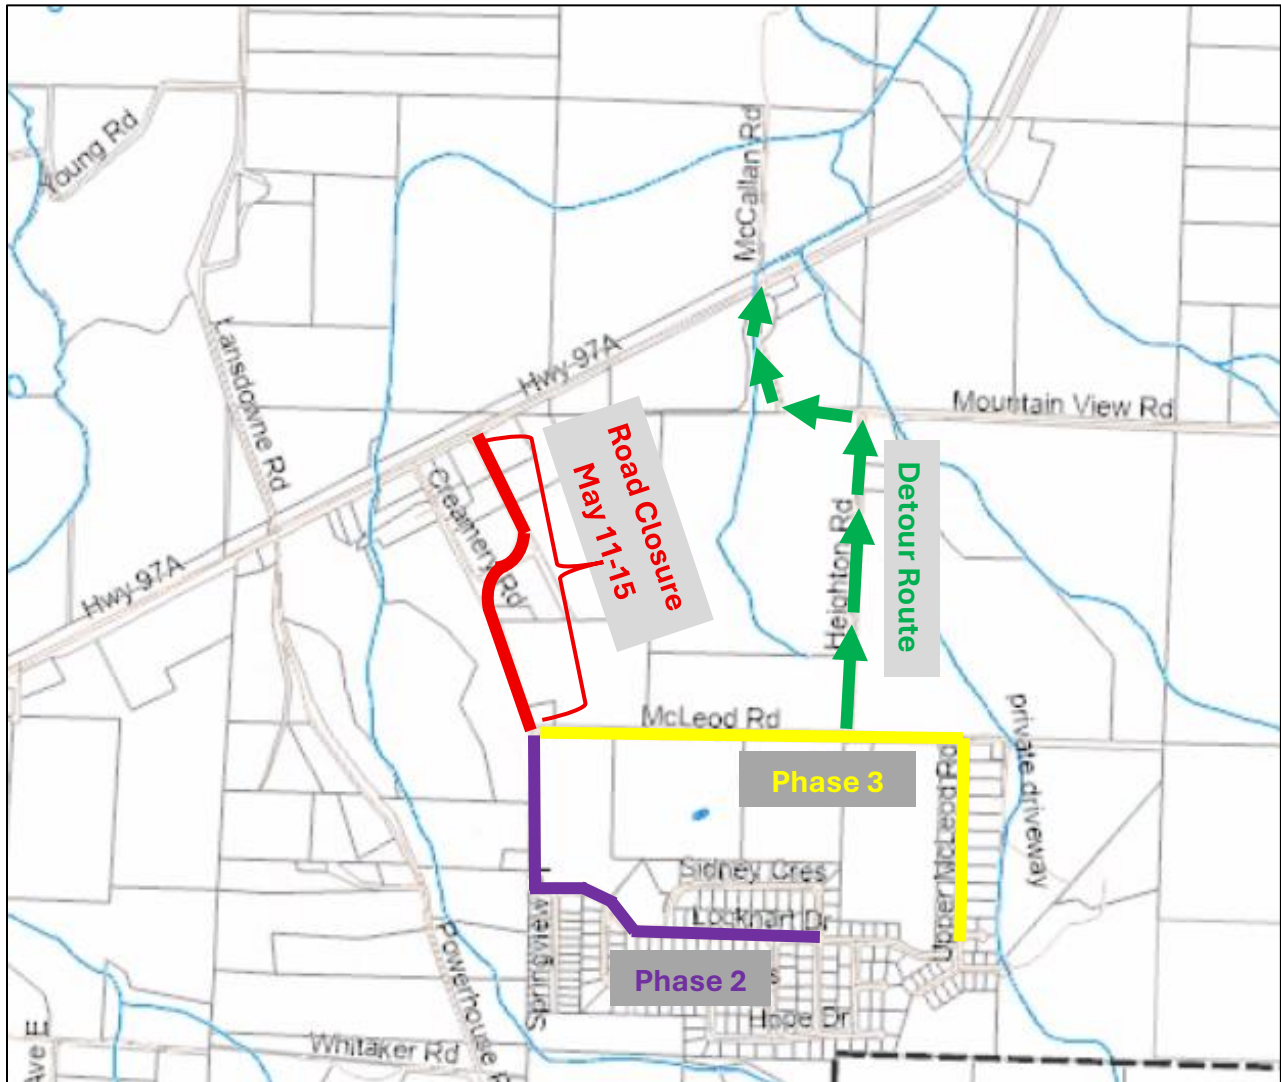 Young Rd
McCallan Rd
Lansdowne Rd
Hwy 97A
Mountain View Rd
Road Closure
May 11-15
Creamery Rd
Detour Route
Heighton Rd
Hwy 97A
McLeod Rd
private driveway
Phase 3
Upper McLeod Rd
Sidney Cres
Lockhart Dr
Springview
Powerhouse R
Phase 2
s
Hope Dr
Whitaker Rd
Ave E